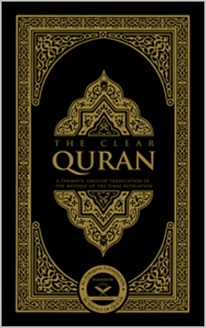 THE CLEAR
QURAN
A THEMATIC ENGLISH TRANSLATION OF
THE MESSAGE OF THE FINAL REVELATION